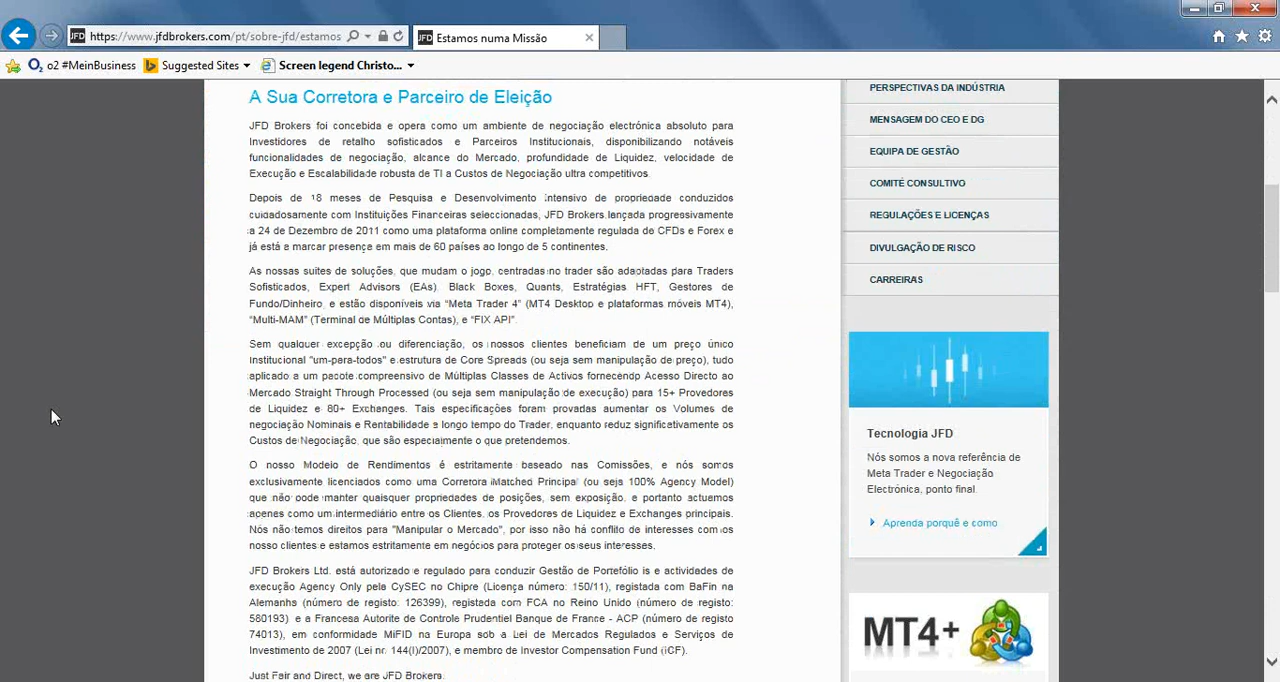 JFD https://www.jfdbrokers.com/pt/sobre-jfd/estamos
JFD Estamos numa Missão
o2 #MeinBusiness
Suggested Sites
Screen legend Christo...
A Sua Corretora e Parceiro de Eleição
JFD Brokers foi concebida e opera como um ambiente de negociação electrónica absoluto para
Investidores de retalho sofisticados e Parceiros Institucionais, disponibilizando notáveis
funcionalidades de negociação, alcance do Mercado, profundidade de Liquidez, velocidade de
Execução e Escalabilidade robusta de TI a Custos de Negociação ultra competitivos.
Depois de 18 meses de Pesquisa e Desenvolvimento intensivo de propriedade conduzidos
cuidadosamente com Instituições Financeiras seleccionadas, JFD Brokers lançada progressivamente
a 24 de Dezembro de 2011 como uma plataforma online completamente regulada de CFDs e Forex e
já está a marcar presença em mais de 60 países ao longo de 5 continentes.
As nossas suites de soluções, que mudam o jogo, centradas no trader são adaptadas para Traders
Sofisticados, Expert Advisors (EAs), Black Boxes, Quants, Estratégias HFT, Gestores de
Fundo/Dinheiro, e estão disponíveis via “Meta Trader 4” (MT4 Desktop e plataformas móveis MT4),
“Multi-MAM” (Terminal de Múltiplas Contas), e “FIX API”.
Sem qualquer excepção ou diferenciação, os nossos clientes beneficiam de um preço único
Institucional "um-para-todos" e estrutura de Core Spreads (ou seja sem manipulação de preço), tudo
aplicado a um pacote compreensivo de Múltiplas Classes de Activos fornecendo Acesso Directo ao
Mercado Straight Through Processed (ou seja sem manipulação de execução) para 15+ Provedores
de Liquidez e 80+ Exchanges. Tais especificações foram provadas aumentar os Volumes de
negociação Nominais e Rentabilidade a longo tempo do Trader, enquanto reduz significativamente os
Custos de Negociação, que são especialmente o que pretendemos.
O nosso Modelo de Rendimentos é estritamente baseado nas Comissões, e nós somos
exclusivamente licenciados como uma Corretora Matched Principal (ou seja 100% Agency Model)
que não pode manter quaisquer propriedades de posições, sem exposição, e portanto actuamos
apenas como um intermediário entre os Clientes, os Provedores de Liquidez e Exchanges principais.
Nós não temos direitos para "Manipular o Mercado", por isso não há conflito de interesses com os
nosso clientes e estamos estritamente em negócios para proteger os seus interesses.
JFD Brokers Ltd. está autorizado e regulado para conduzir Gestão de Portefólio is e actividades de
execução Agency Only pela CySEC no Chipre (Licença número: 150/11), registada com BaFin na
Alemanha (número de registo: 126399), registada com FCA no Reino Unido (número de registo:
580193) e a Francesa Autorite de Controle Prudentiel Banque de France - ACP (número de registo
74013), em conformidade MiFID na Europa sob a Lei de Mercados Regulados e Serviços de
Investimento de 2007 (Lei nr. 144(I)/2007), e membro de Investor Compensation Fund (ICF).
Just Fair and Direct, we are JFD Brokers.
PERSPECTIVAS DA INDÚSTRIA
MENSAGEM DO CEO E DG
EQUIPA DE GESTÃO
COMITÉ CONSULTIVO
REGULAÇÕES E LICENÇAS
DIVULGAÇÃO DE RISCO
CARREIRAS
Tecnologia JFD
Nós somos a nova referência de
Meta Trader e Negociação
Electrónica, ponto final.
Aprenda porquê e como
MT4+